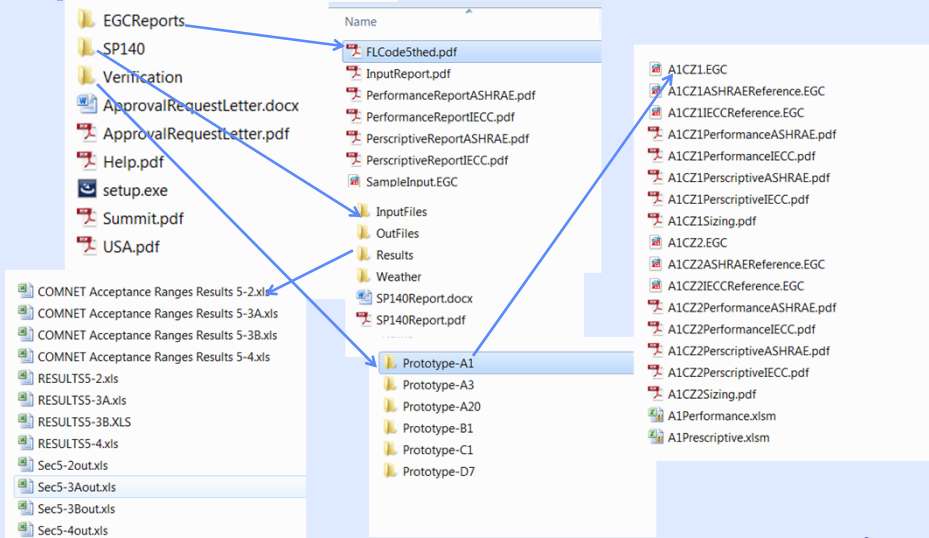 EGCReports
SP140
Verification
ApprovalRequestLetter.docx
ApprovalRequestLetter.pdf
Help.pdf
setup.exe
Summit.pdf
USA.pdf
Name
FLCode5thed.pdf
InputReport.pdf
PerformanceReportASHRAE.pdf
PerformanceReportIECC.pdf
PerscriptiveReportASHRAE.pdf
PerscriptiveReportIECC.pdf
SampleInput.EGC
InputFiles
OutFiles
Results
Weather
SP140Report.docx
SP140Report.pdf
COMNET Acceptance Ranges Results 5-2.xls
COMNET Acceptance Ranges Results 5-3A.xls
COMNET Acceptance Ranges Results 5-3B.xls
COMNET Acceptance Ranges Results 5-4.xls
RESULTS5-2.xls
RESULTS5-3A.xls
RESULTS5-3B.XLS
RESULTS5-4.xls
Sec5-2out.xls
Sec5-3Aout.xls
Sec5-3Bout.xls
Sec5-4out.xls
Prototype-A1
Prototype-A3
Prototype-A20
Prototype-B1
Prototype-C1
Prototype-D7
A1CZ1.EGC
A1CZ1ASHRAEReference.EGC
A1CZ1IECCReference.EGC
A1CZ1PerformanceASHRAE.pdf
A1CZ1PerformanceIECC.pdf
A1CZ1PerscriptiveASHRAE.pdf
A1CZ1PerscriptiveIECC.pdf
A1CZ1Sizing.pdf
A1CZ2.EGC
A1CZ2ASHRAEReference.EGC
A1CZ2IECCReference.EGC
A1CZ2PerformanceASHRAE.pdf
A1CZ2PerformanceIECC.pdf
A1CZ2PerscriptiveASHRAE.pdf
A1CZ2PerscriptiveIECC.pdf
A1CZ2Sizing.pdf
A1Performance.xlsm
A1Prescriptive.xlsm